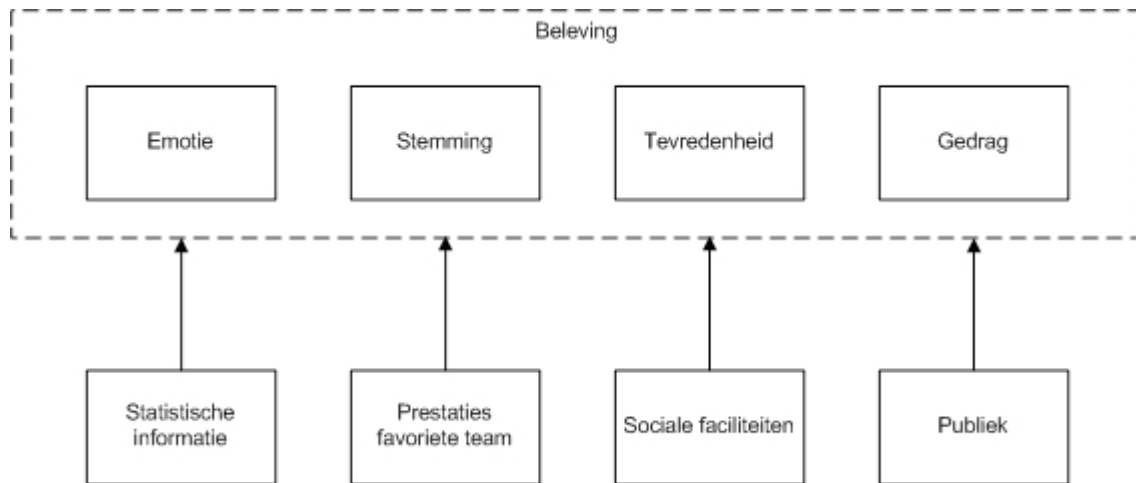 Beleving
Emotie
Stemming
Tevredenheid
Gedrag
Statistische
informatie
Prestaties
favoriete team
Sociale faciliteiten
Publiek